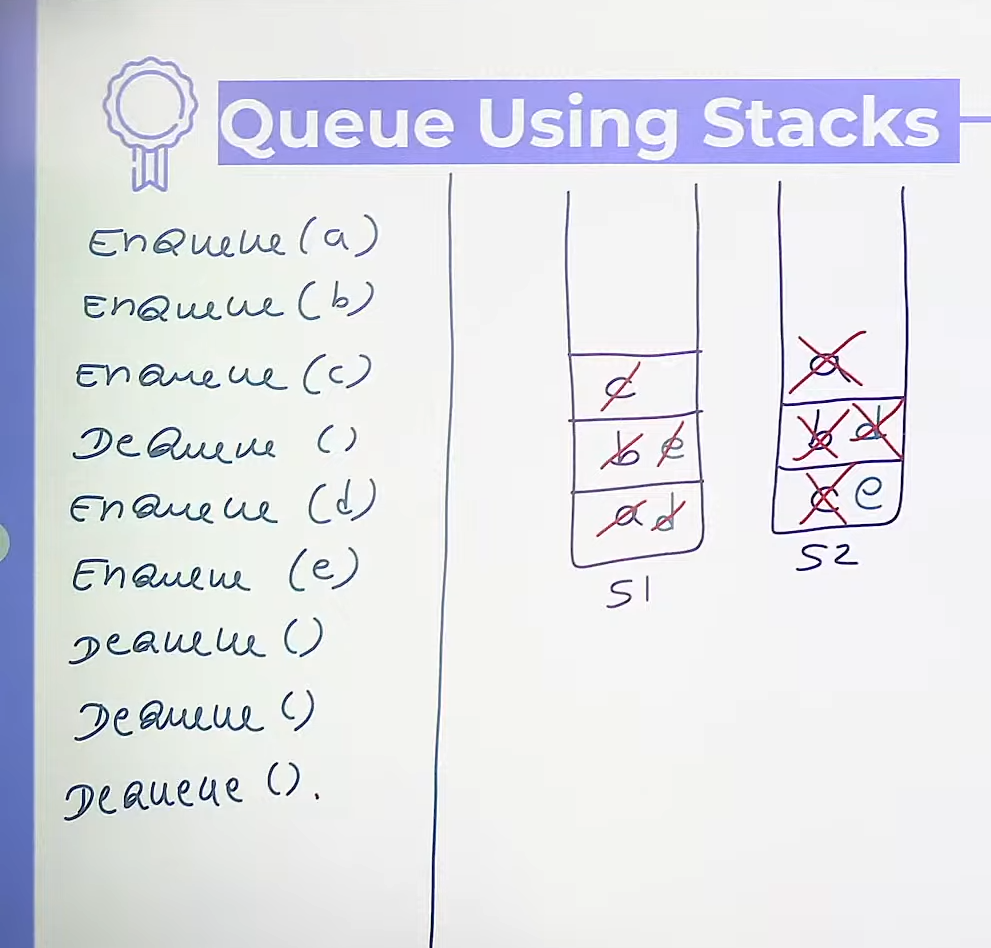 Queue Using Stacks
EnQueue (a)
EnQueue (b)
EnQueue (c)
DeQueue ()
EnQueue (d)
EnQueue (e)
DeQueue ()
DeQueue ()
DeQueue ().
c
b e
a d
S1
a
b d
c e
S2